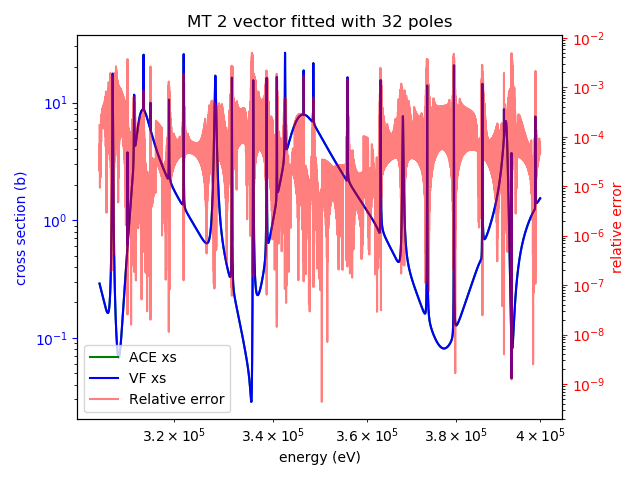 MT 2 vector fitted with 32 poles
cross section (b)
10¹
10⁰
10⁻¹
10⁻²
10⁻³
10⁻⁴
10⁻⁵
10⁻⁶
10⁻⁷
10⁻⁸
10⁻⁹
relative error
ACE xs
VF xs
Relative error
3.2 × 10⁵ 3.4 × 10⁵ 3.6 × 10⁵ 3.8 × 10⁵ 4 × 10⁵
energy (eV)